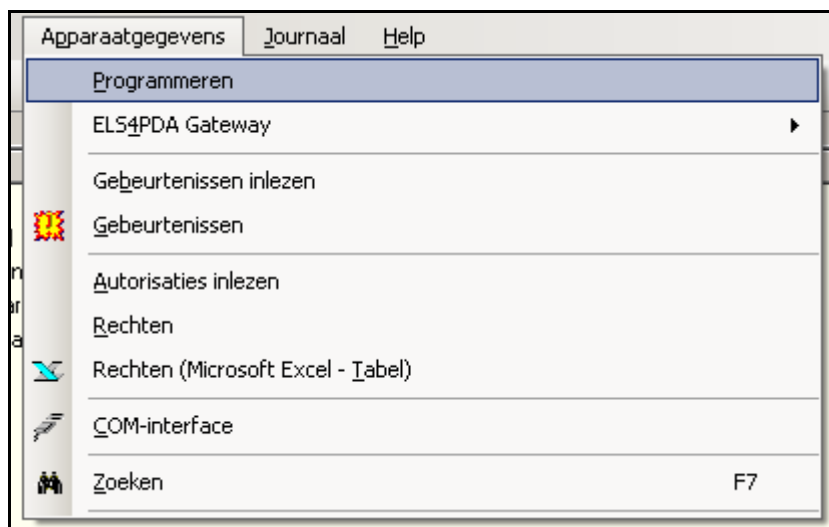 Apparaatgegevens Journaal Help
Programmeren
ELS4PDA Gateway
Gebeurtenissen inlezen
Gebeurtenissen
Autorisaties inlezen
Rechten
Rechten (Microsoft Excel - Tabel)
COM-interface
Zoeken F7